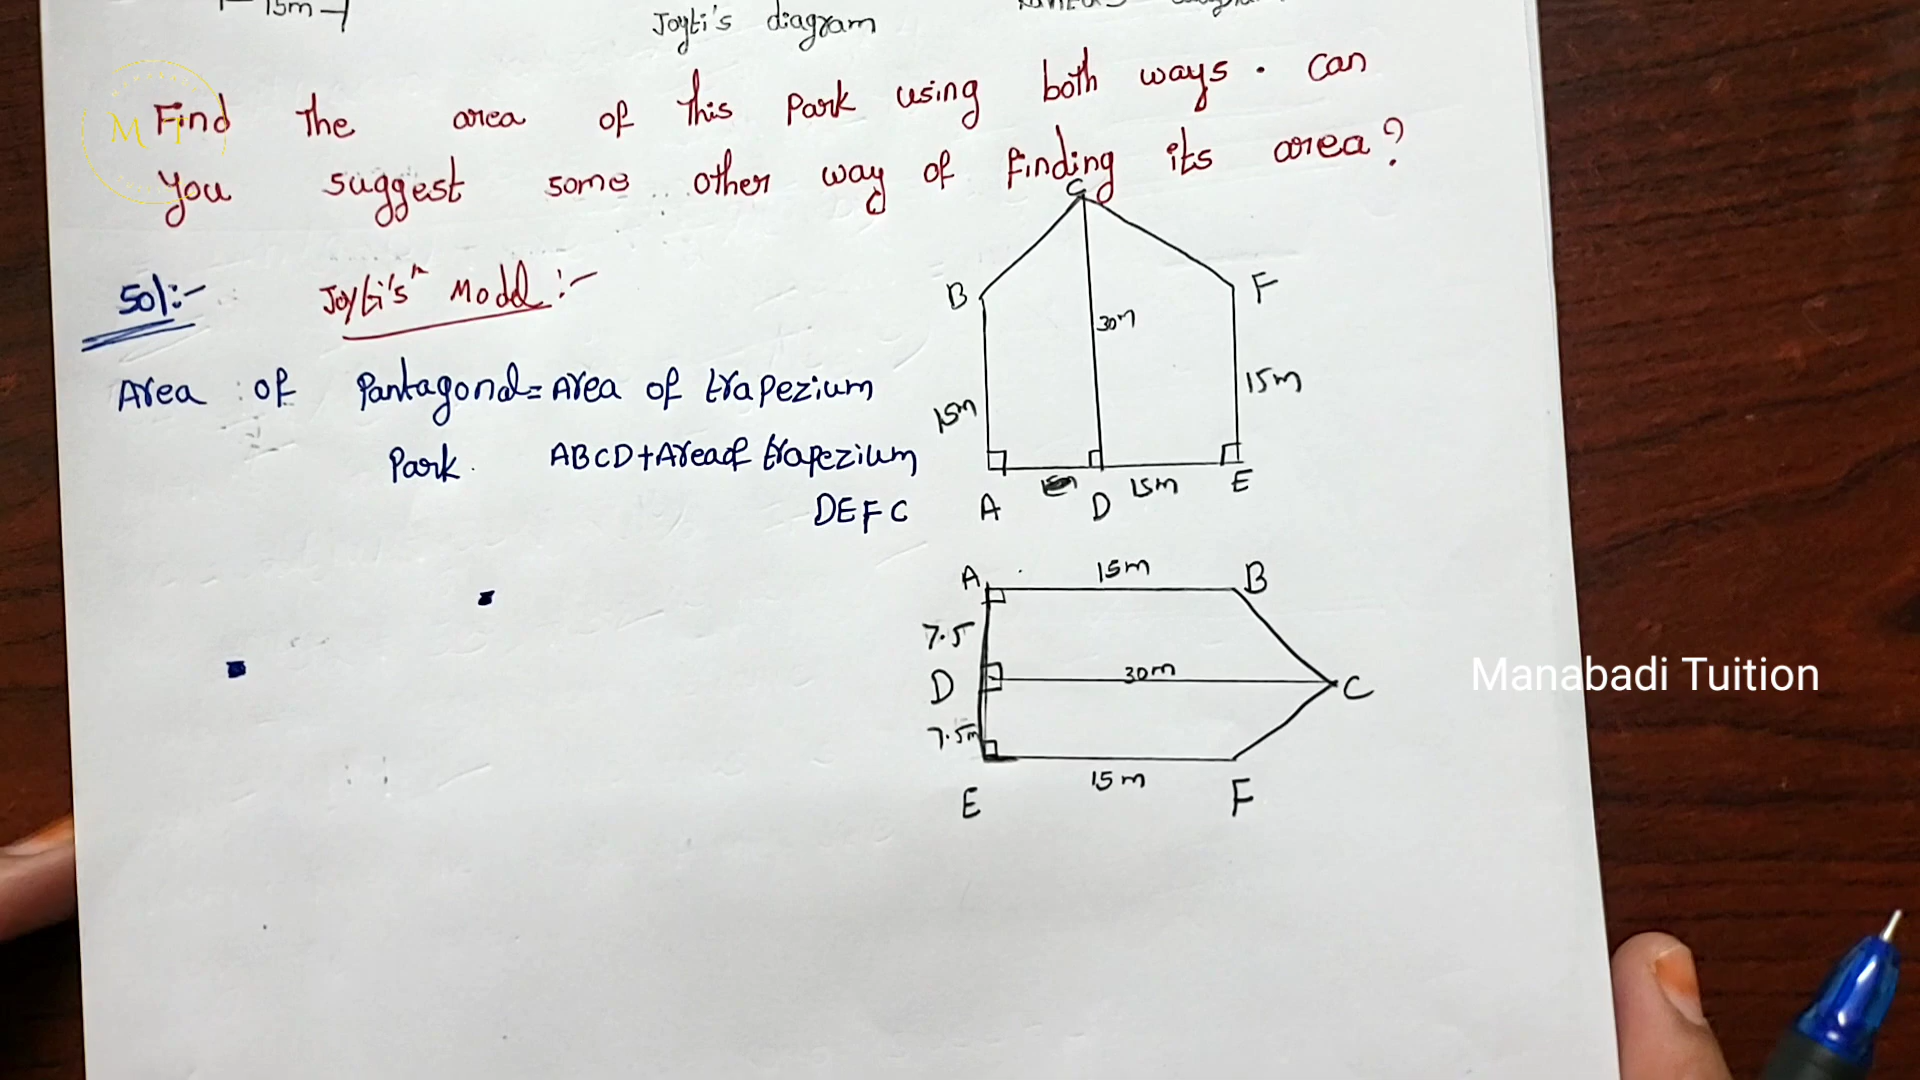 15m
Joyti's diagram
Find the area of this Park using both ways. can
you suggest some other way of finding its area?
MT
Sol:- Joyti's Model:-
Area of Pantagonal = Area of trapezium
Park. ABCD+Area of trapezium
DEFC
C
B F
30m
15m 15m
15m
A D E
A 15m B
7.5
D 30m C
7.5m
15m
E F
Manabadi Tuition